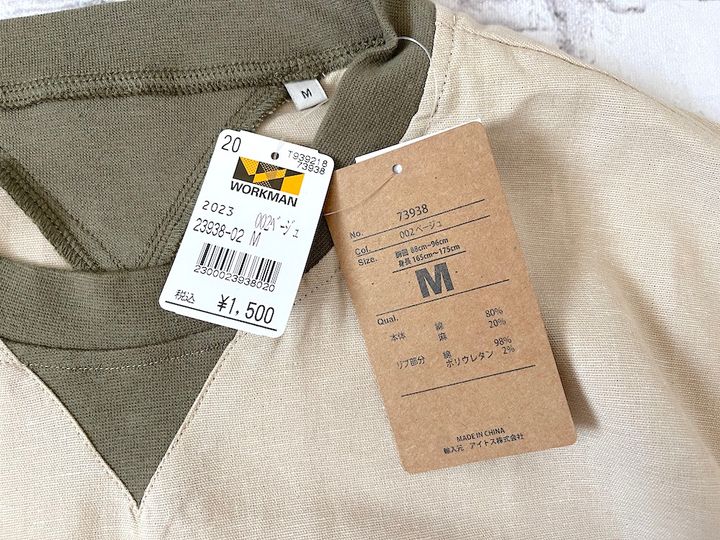 M
20
T939218
73938
WORKMAN
2023 002ベージュ
23938-02 M
2300023938020
税込 ¥1,500
No. 73938
Col. 002ベージュ
Size. 胸囲 88cm~96cm
身長 165cm~175cm
M
Qual.
本体 綿 80%
麻 20%
リブ部分 綿 98%
ポリウレタン 2%
MADE IN CHINA
輸入元 アイトス株式会社